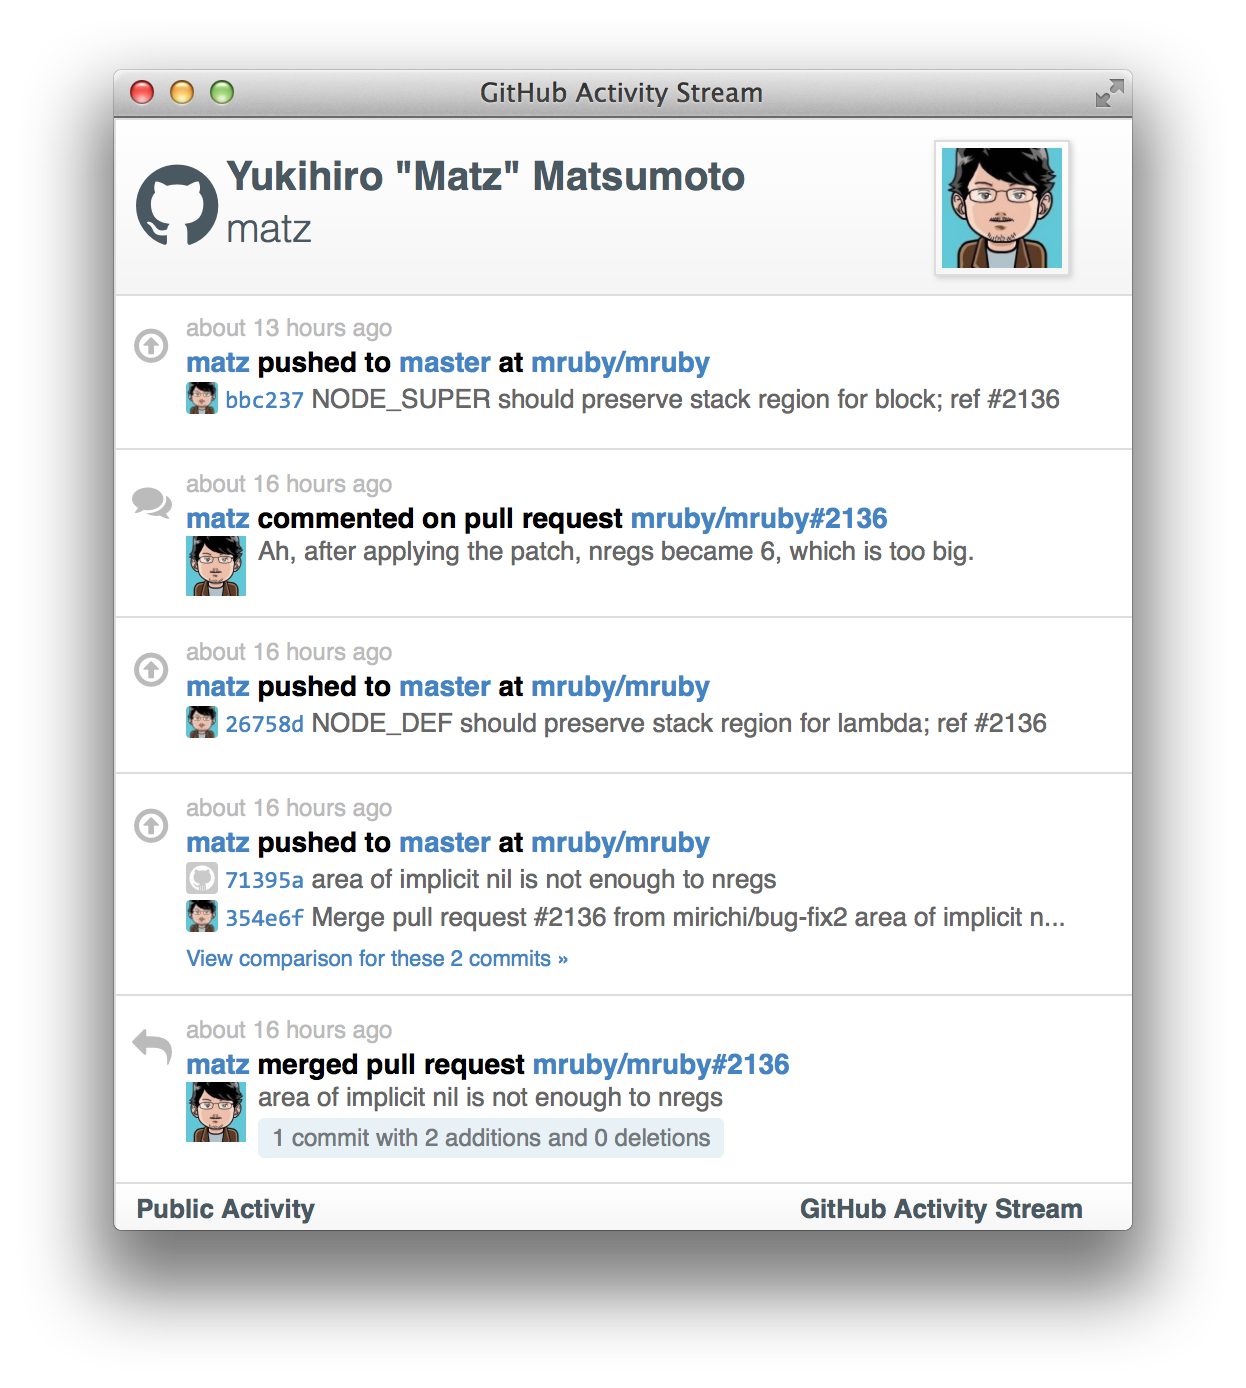 GitHub Activity Stream
Yukihiro "Matz" Matsumoto
matz
about 13 hours ago
matz pushed to master at mruby/mruby
bbc237 NODE_SUPER should preserve stack region for block; ref #2136
about 16 hours ago
matz commented on pull request mruby/mruby#2136
Ah, after applying the patch, nregs became 6, which is too big.
about 16 hours ago
matz pushed to master at mruby/mruby
26758d NODE_DEF should preserve stack region for lambda; ref #2136
about 16 hours ago
matz pushed to master at mruby/mruby
71395a area of implicit nil is not enough to nregs
354e6f Merge pull request #2136 from mirichi/bug-fix2 area of implicit n...
View comparison for these 2 commits »
about 16 hours ago
matz merged pull request mruby/mruby#2136
area of implicit nil is not enough to nregs
1 commit with 2 additions and 0 deletions
Public Activity
GitHub Activity Stream